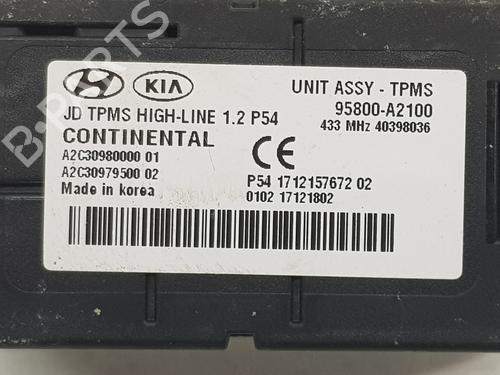 KIA
UNIT ASSY - TPMS
JD TPMS HIGH-LINE 1.2 P54
95800-A2100
CONTINENTAL
433 MHz 40398036
A2C30980000 01
CE
A2C30979500 02
P54 1712157672 02
Made in korea
0102 17121802
B-PARTS